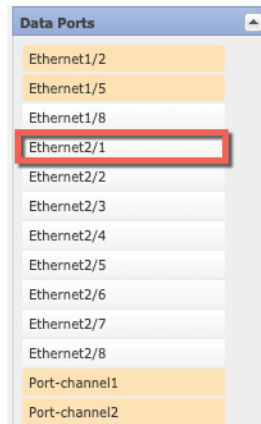 Data Ports
Ethernet1/2
Ethernet1/5
Ethernet1/8
Ethernet2/1
Ethernet2/2
Ethernet2/3
Ethernet2/4
Ethernet2/5
Ethernet2/6
Ethernet2/7
Ethernet2/8
Port-channel1
Port-channel2